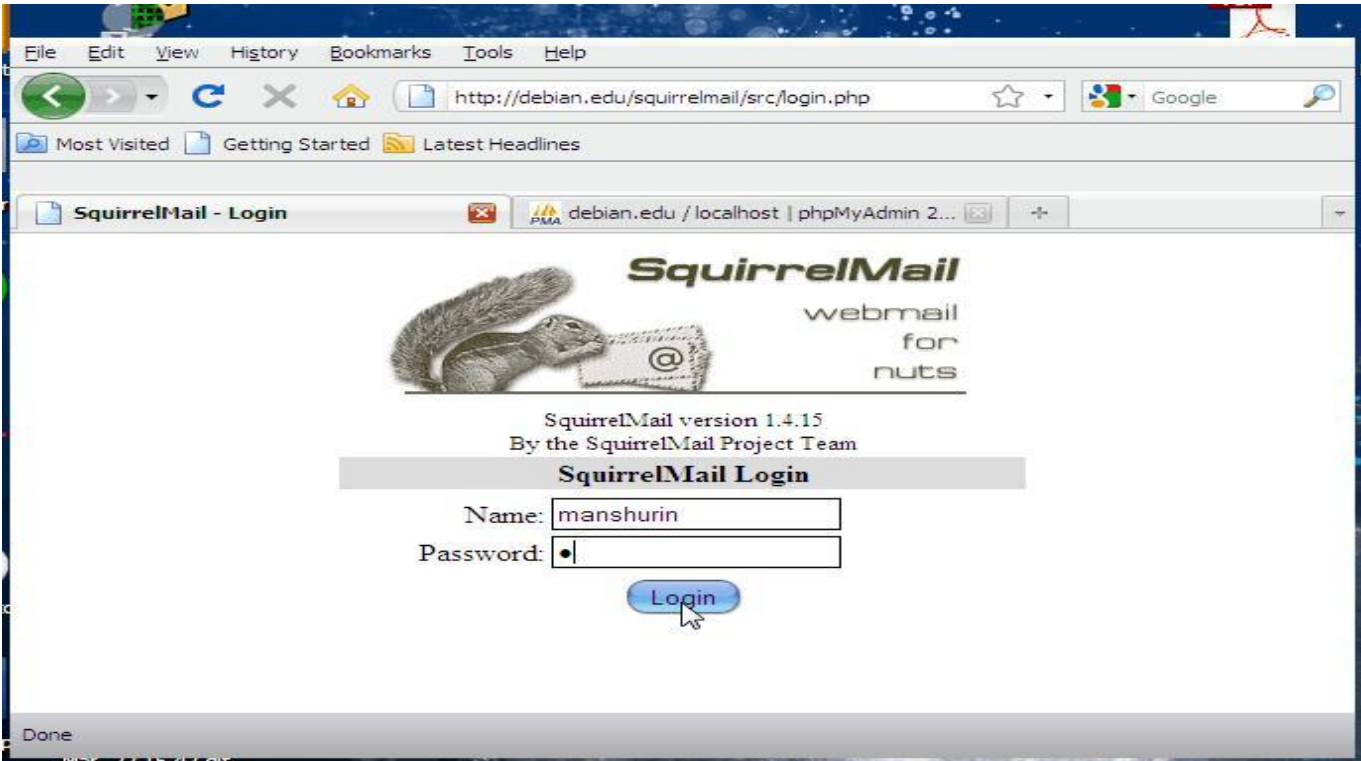 File Edit View History Bookmarks Tools Help
http://debian.edu/squirrelmail/src/login.php Google
Most Visited Getting Started Latest Headlines
SquirrelMail - Login PMA debian.edu / localhost | phpMyAdmin 2...
SquirrelMail
webmail
for
nuts
@
SquirrelMail version 1.4.15
By the SquirrelMail Project Team
SquirrelMail Login
Name: manshurin
Password: •
Login
Done